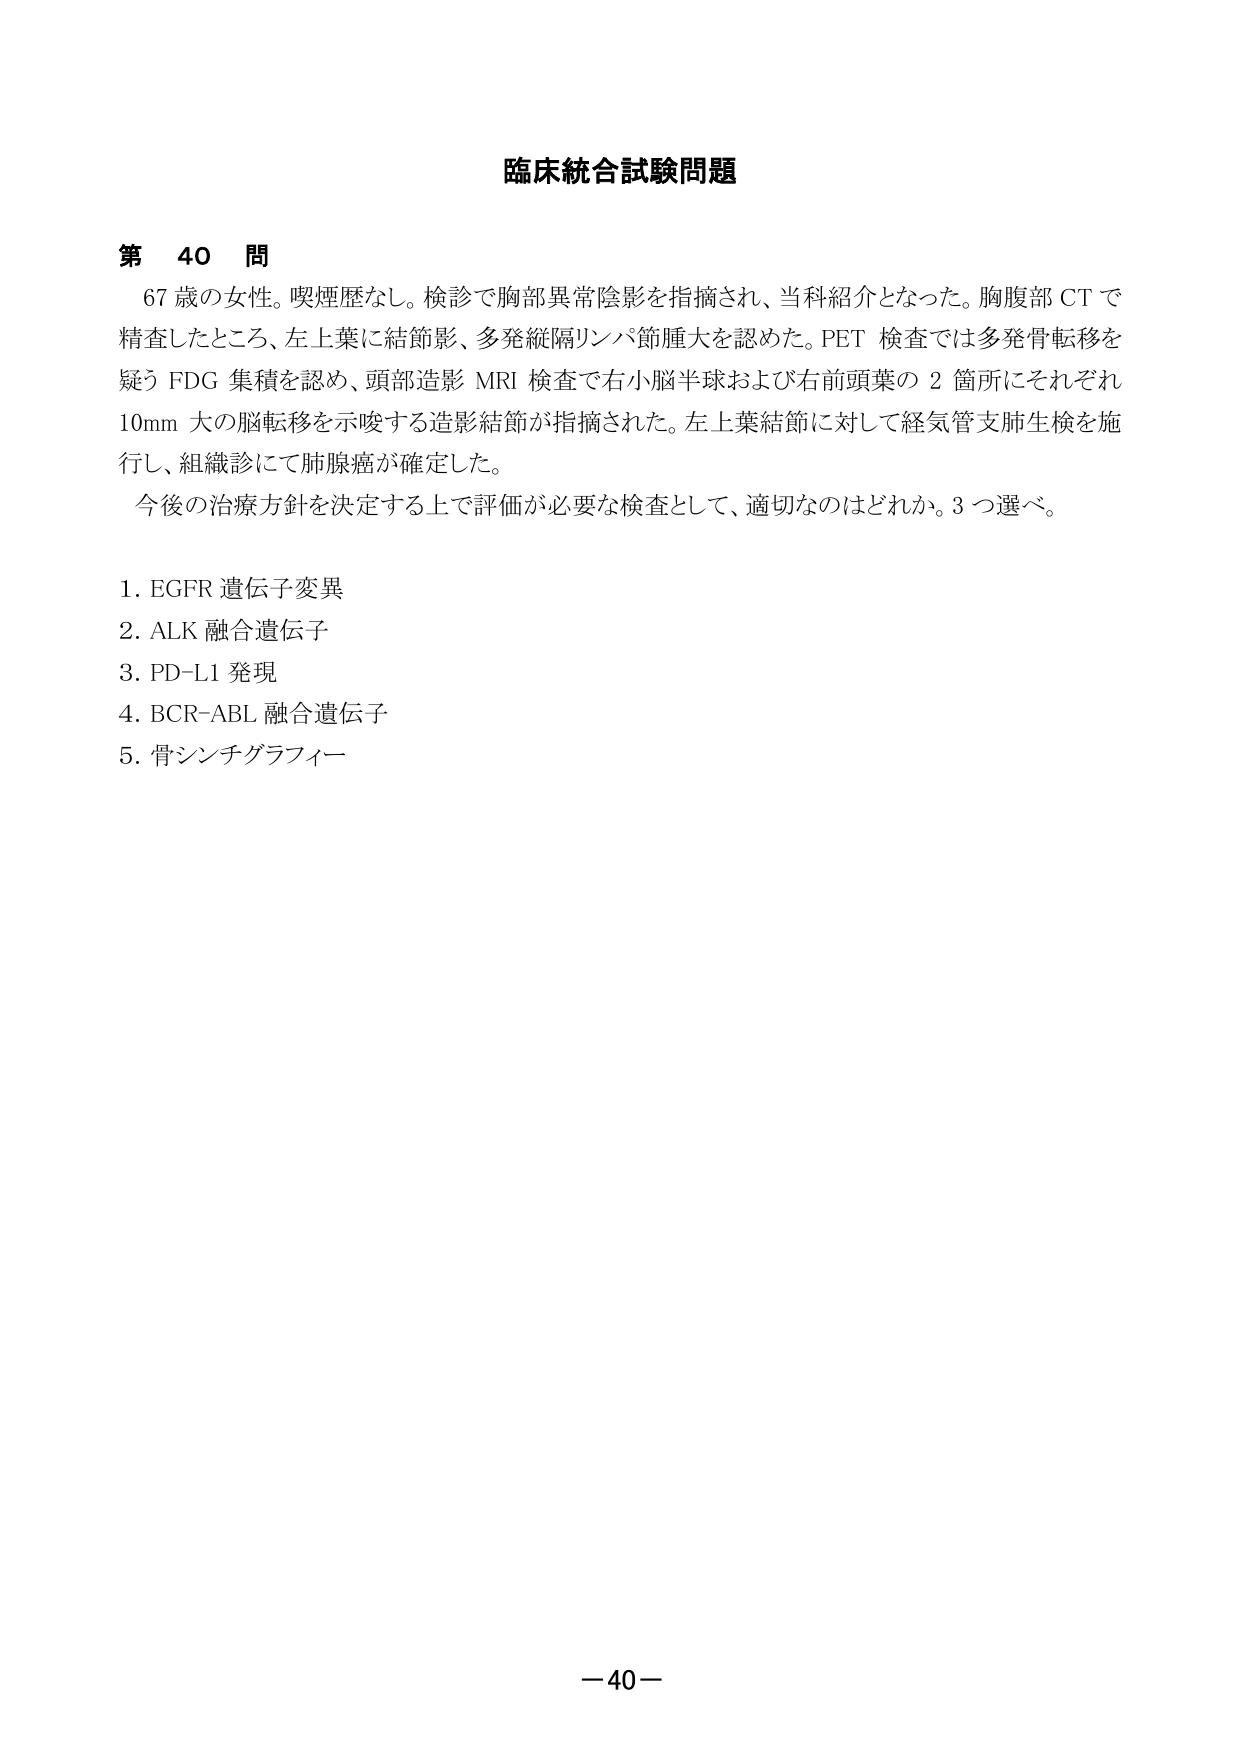 臨床統合試験問題
第　40　問
67 歳の女性。喫煙歴なし。検診で胸部異常陰影を指摘され、当科紹介となった。胸腹部 CT で
精査したところ、左上葉に結節影、多発縦隔リンパ節腫大を認めた。PET 検査では多発骨転移を
疑う FDG 集積を認め、頭部造影 MRI 検査で右小脳半球および右前頭葉の 2 箇所にそれぞれ
10mm 大の脳転移を示唆する造影結節が指摘された。左上葉結節に対して経気管支肺生検を施
行し、組織診にて肺腺癌が確定した。
今後の治療方針を決定する上で評価が必要な検査として、適切なのはどれか。3 つ選べ。
1. EGFR 遺伝子変異
2. ALK 融合遺伝子
3. PD-L1 発現
4. BCR-ABL 融合遺伝子
5. 骨シンチグラフィー
－40－